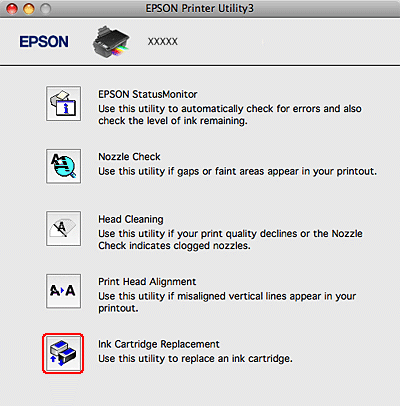 EPSON Printer Utility3
EPSON XXXXX
EPSON StatusMonitor
Use this utility to automatically check for errors and also
check the level of ink remaining.
Nozzle Check
Use this utility if gaps or faint areas appear in your printout.
Head Cleaning
Use this utility if your print quality declines or the Nozzle
Check indicates clogged nozzles.
Print Head Alignment
Use this utility if misaligned vertical lines appear in your
printout.
Ink Cartridge Replacement
Use this utility to replace an ink cartridge.